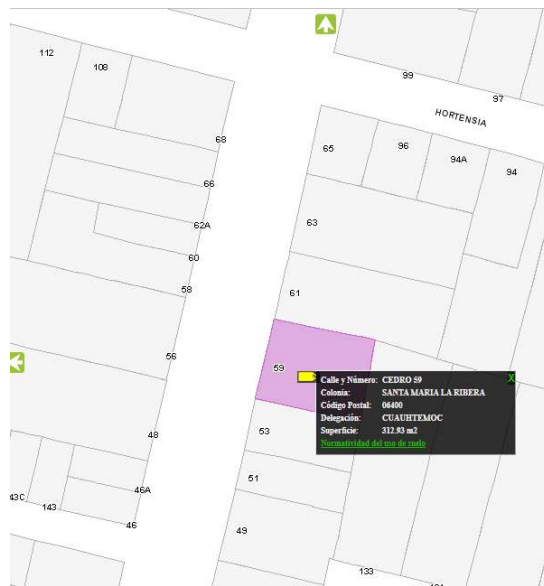 112
108
99
97
HORTENSIA
68
65
96
94A
94
66
62A
63
60
58
61
56
59
Calle y Número: CEDRO 59
Colonia: SANTA MARIA LA RIBERA
Código Postal: 06400
Delegación: CUAUHTEMOC
Superficie: 312.93 m2
Normatividad del uso de suelo
X
53
48
51
46A
43C
143
46
49
133